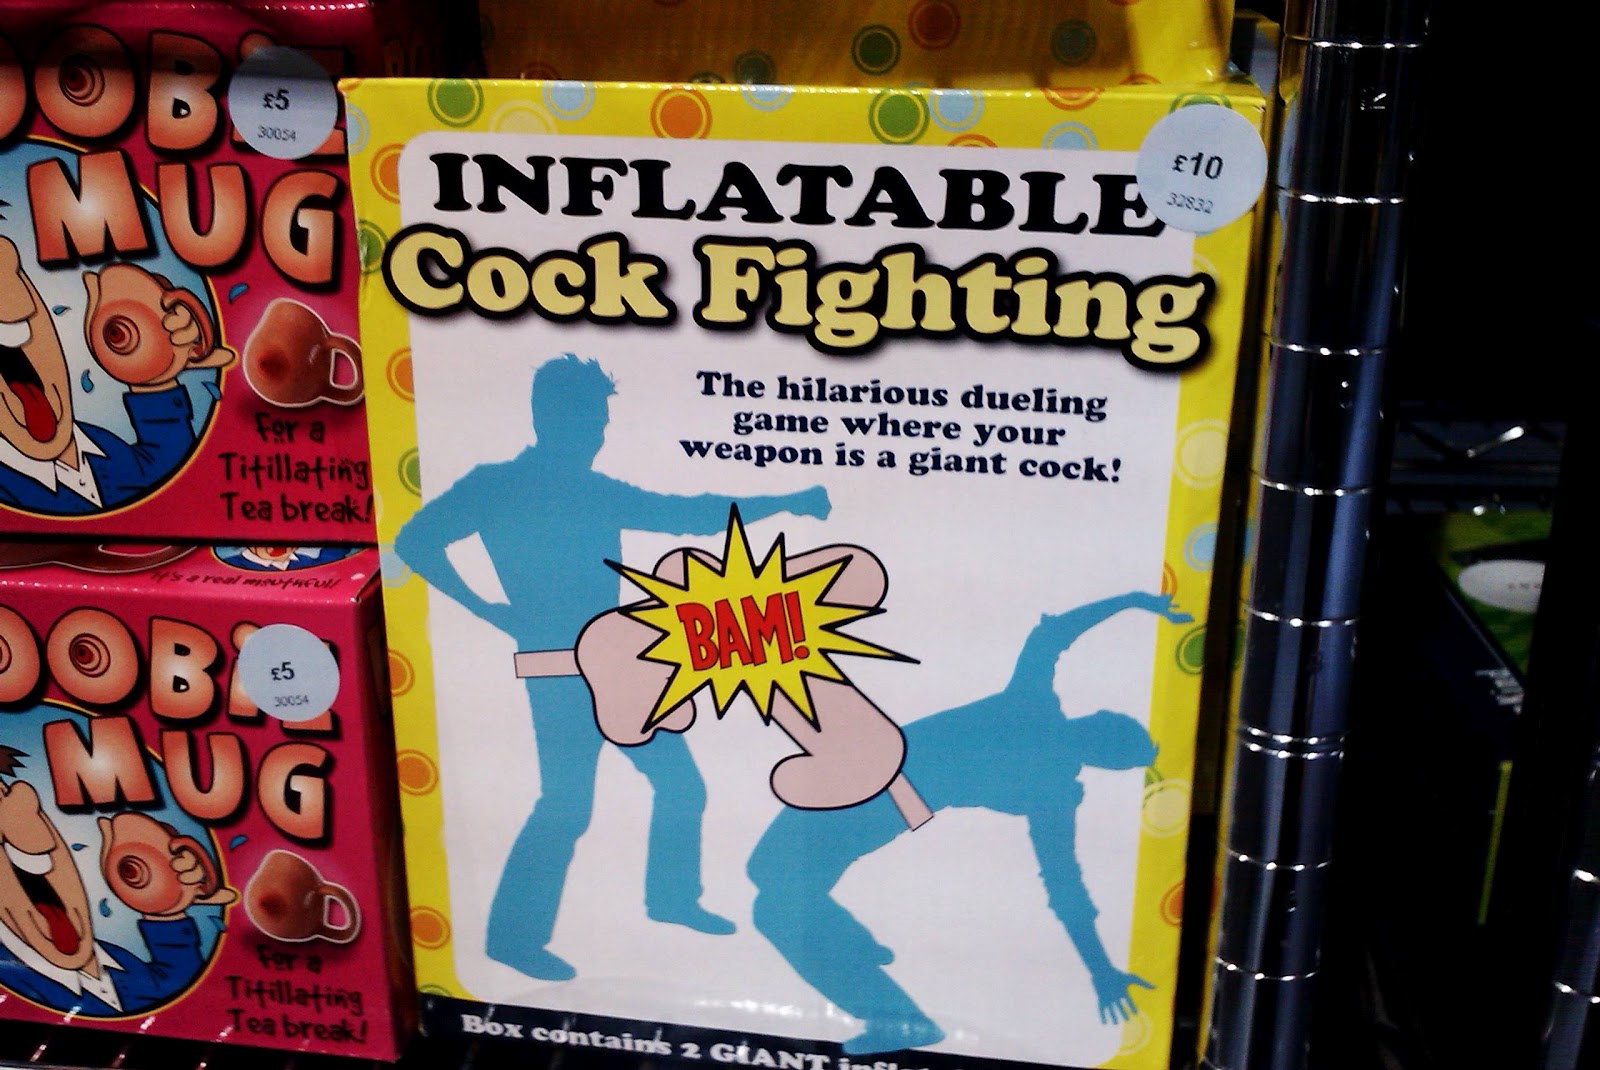 £5
30054
MUG
For a
Titillating
Tea break!
It's a real mouthful!
£5
30054
MUG
For a
Titillating
Tea break!
£10
32832
INFLATABLE
Cock Fighting
The hilarious dueling
game where your
weapon is a giant cock!
BAM!
Box contains 2 GIANT